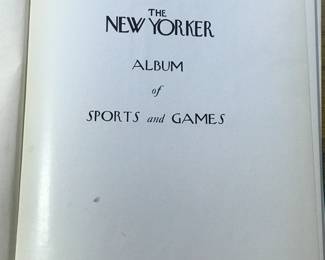 THE
NEW YORKER
ALBUM
of
SPORTS and GAMES